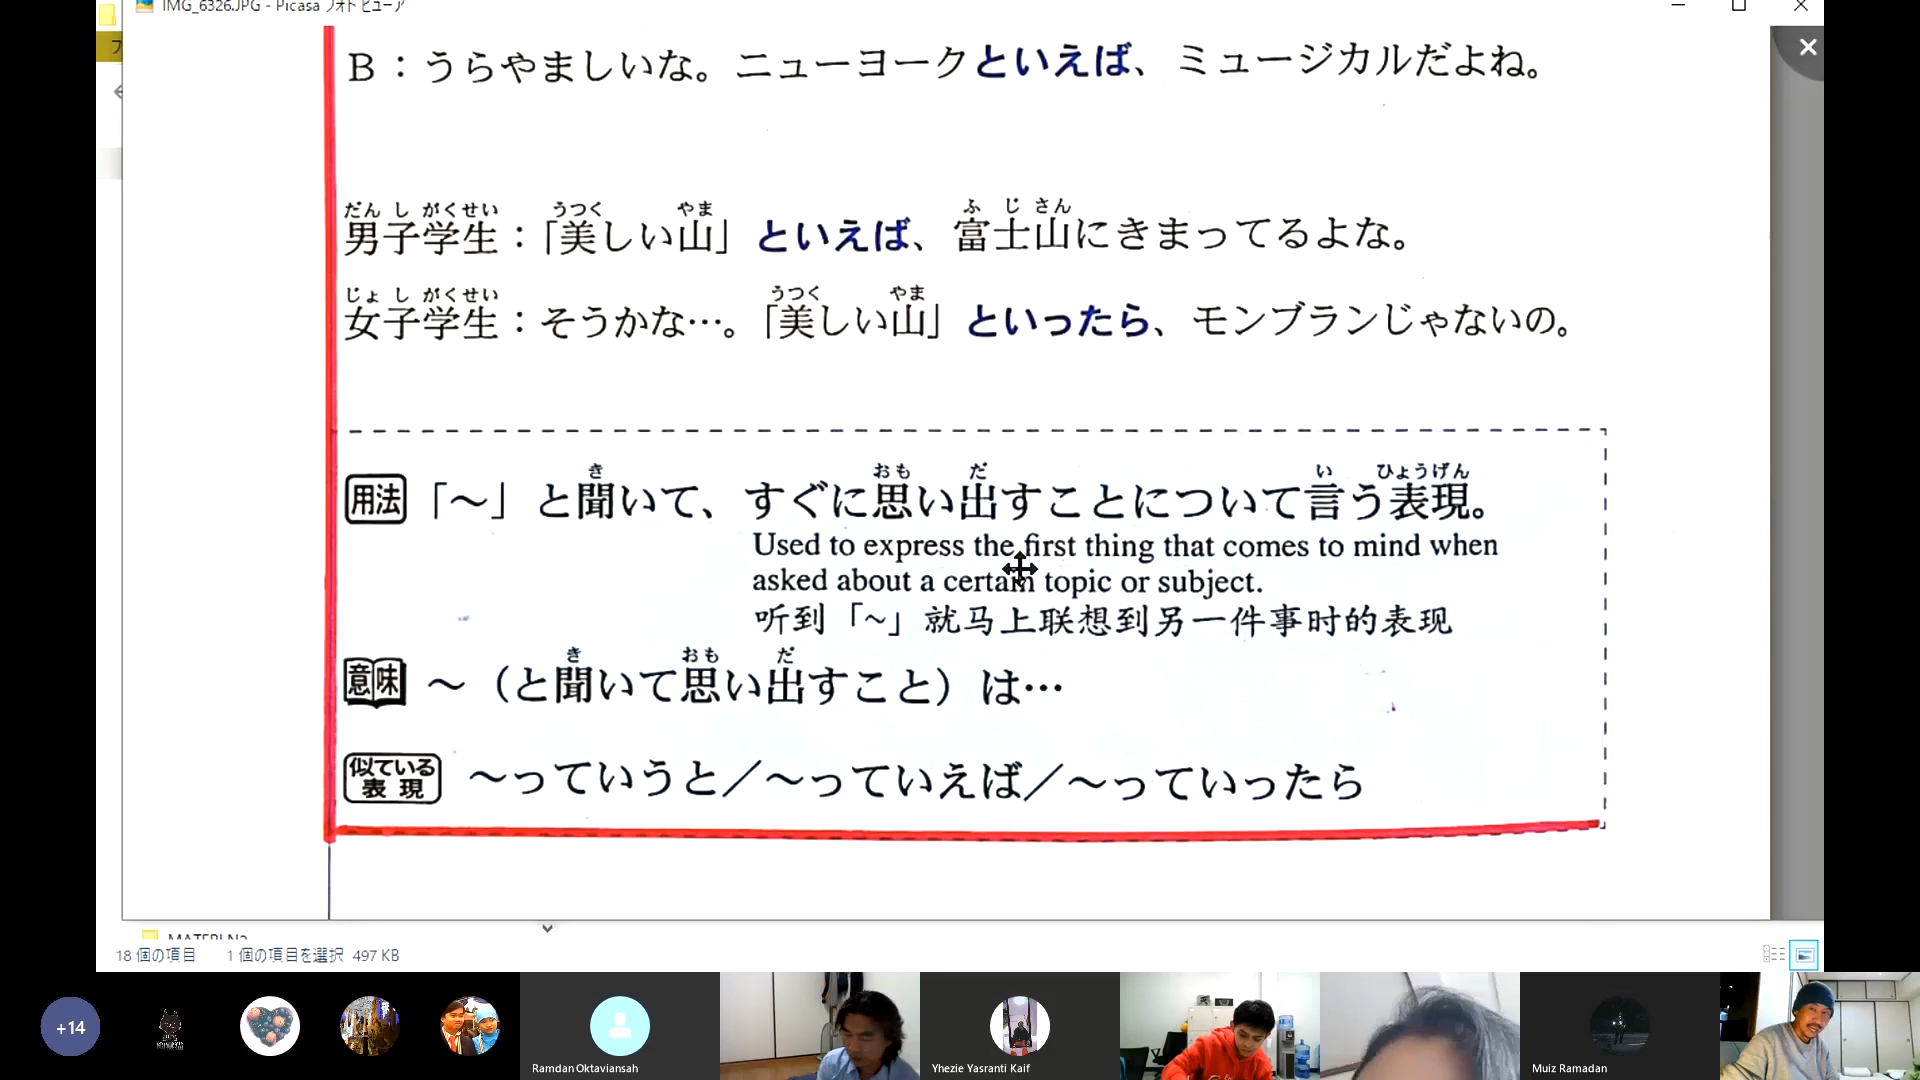 IMG_6326.JPG - Picasa フォト ビューア
B：うらやましいな。ニューヨークといえば、ミュージカルだよね。
だん し がくせい うつく やま ふ じ さん
男子学生：「美しい山」といえば、富士山にきまってるよな。
じょ し がくせい うつく やま
女子学生：そうかな…。「美しい山」といったら、モンブランじゃないの。
き おも だ い ひょうげん
用法 「～」と聞いて、すぐに思い出すことについて言う表現。
Used to express the first thing that comes to mind when
asked about a certain topic or subject.
听到「~」就马上联想到另一件事时的表现
き おも だ
意味 ～（と聞いて思い出すこと）は…
似ている
表現 ～っていうと／～っていえば／～っていったら
18 個の項目 1 個の項目を選択 497 KB
+14
Ramdan Oktaviansah
Yhezie Yasranti Kaif
Muiz Ramadan